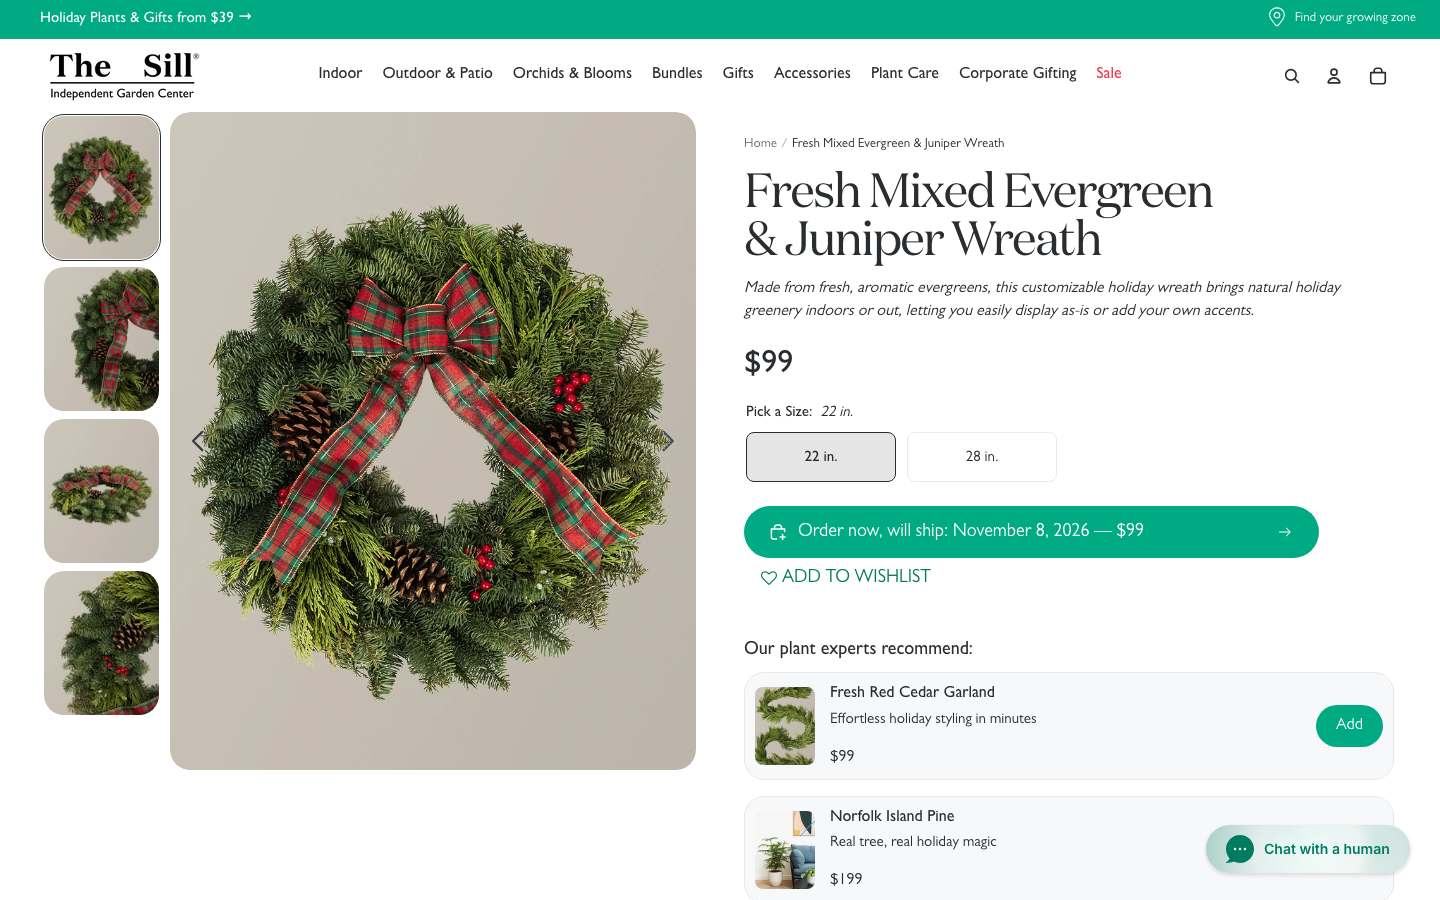 Holiday Plants & Gifts from $39 →
Find your growing zone
The Sill®
Independent Garden Center
Indoor Outdoor & Patio Orchids & Blooms Bundles Gifts Accessories Plant Care Corporate Gifting Sale
Home / Fresh Mixed Evergreen & Juniper Wreath
Fresh Mixed Evergreen
& Juniper Wreath
Made from fresh, aromatic evergreens, this customizable holiday wreath brings natural holiday
greenery indoors or out, letting you easily display as-is or add your own accents.
$99
Pick a Size: 22 in.
22 in.
28 in.
Order now, will ship: November 8, 2026 — $99 →
ADD TO WISHLIST
Our plant experts recommend:
Fresh Red Cedar Garland
Effortless holiday styling in minutes
$99
Add
Norfolk Island Pine
Real tree, real holiday magic
$199
Chat with a human